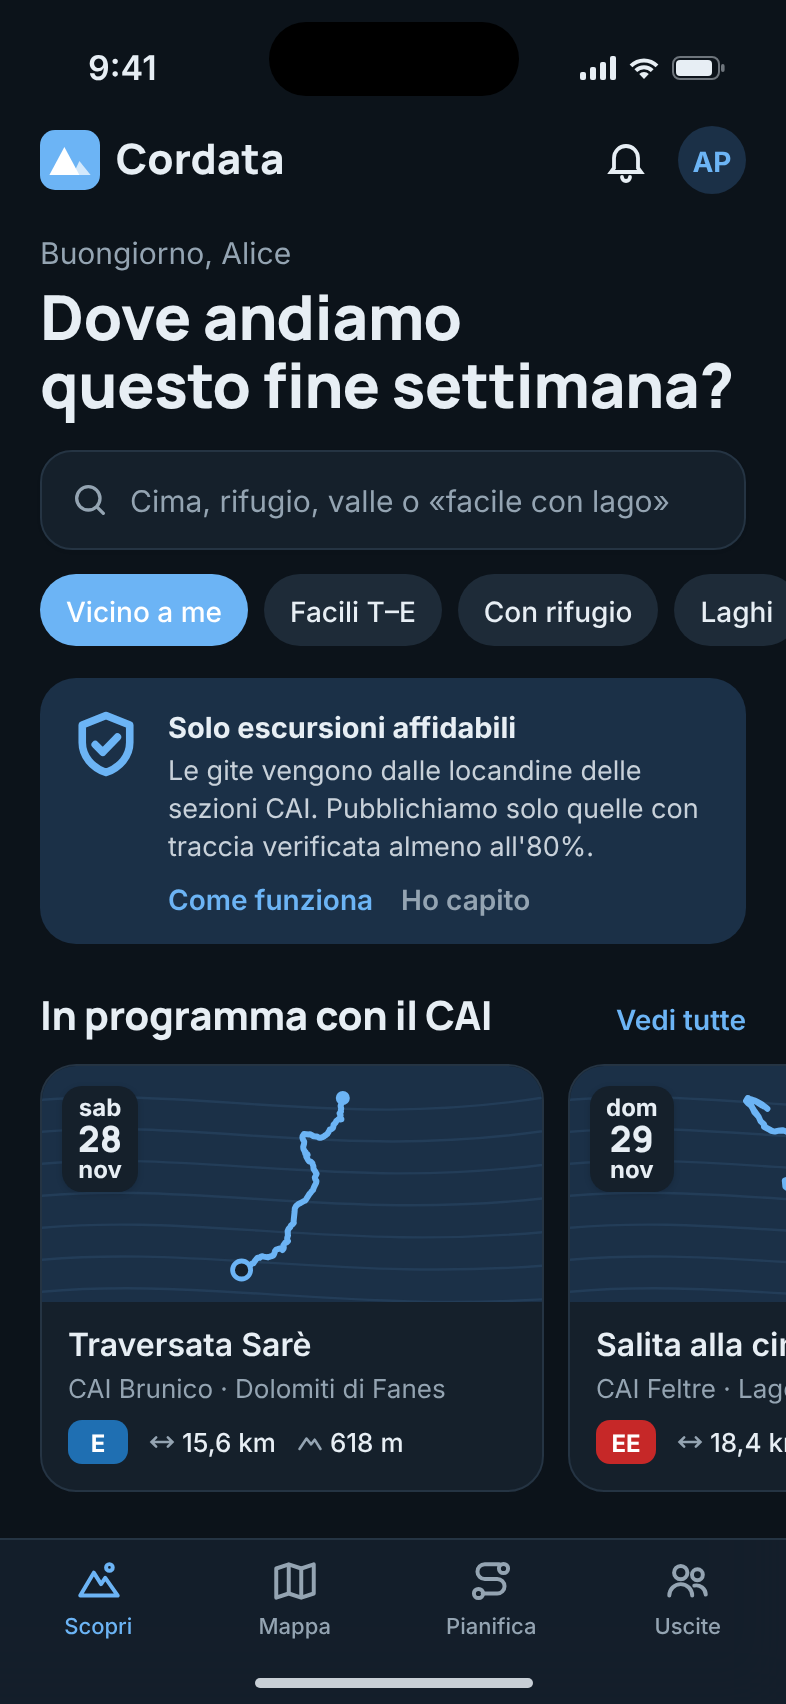 9:41
Cordata
AP
Buongiorno, Alice
Dove andiamo
questo fine settimana?
Cima, rifugio, valle o «facile con lago»
Vicino a me
Facili T–E
Con rifugio
Laghi
Solo escursioni affidabili
Le gite vengono dalle locandine delle
sezioni CAI. Pubblichiamo solo quelle con
traccia verificata almeno all'80%.
Come funziona
Ho capito
In programma con il CAI
Vedi tutte
sab
28
nov
Traversata Sarè
CAI Brunico · Dolomiti di Fanes
E
15,6 km
618 m
dom
29
nov
Salita alla
CAI Feltre
EE
18,4
Scopri
Mappa
Pianifica
Uscite